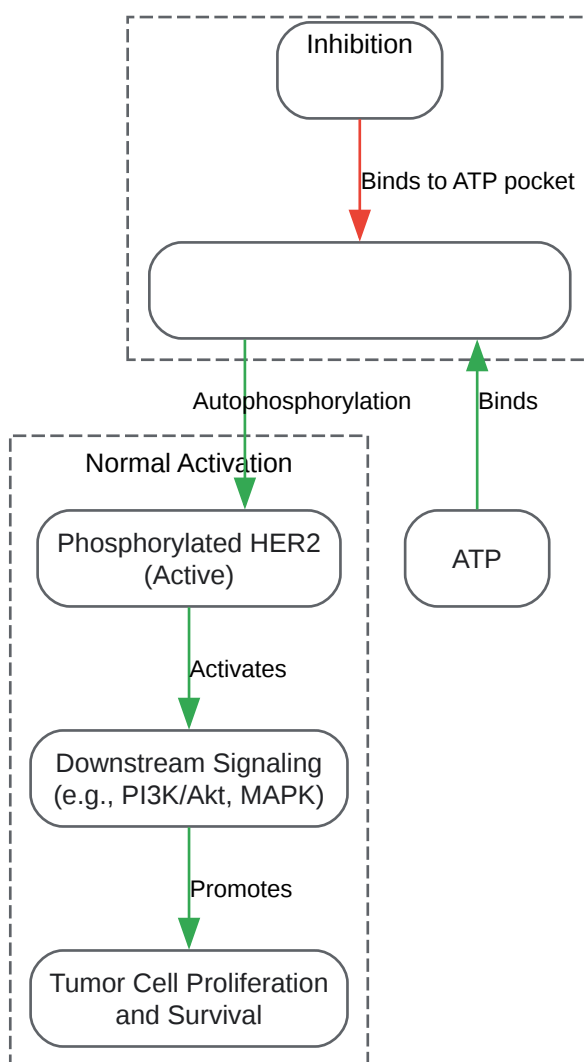 Inhibition
Binds to ATP pocket
Autophosphorylation
Binds
Normal Activation
Phosphorylated HER2
(Active)
ATP
Activates
Downstream Signaling
(e.g., PI3K/Akt, MAPK)
Promotes
Tumor Cell Proliferation
and Survival